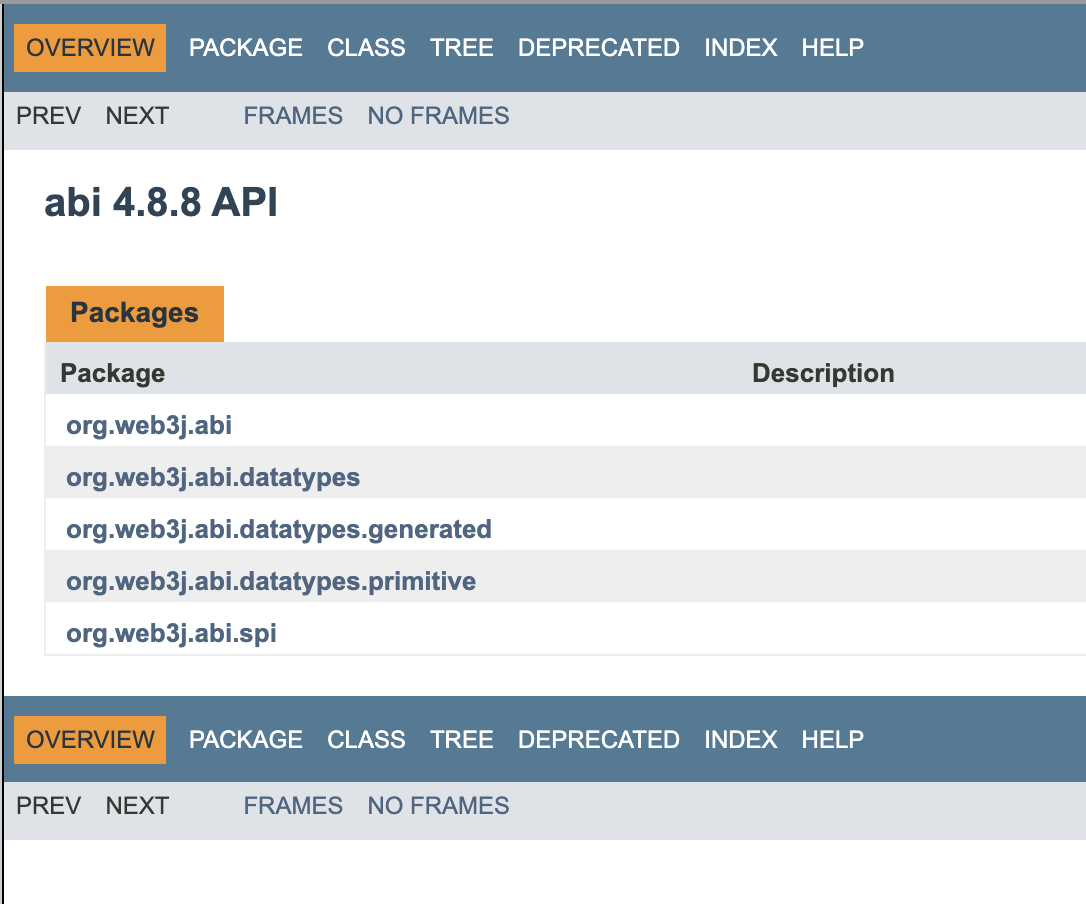 OVERVIEW PACKAGE CLASS TREE DEPRECATED INDEX HELP
PREV NEXT FRAMES NO FRAMES
abi 4.8.8 API
Packages
Package Description
org.web3j.abi
org.web3j.abi.datatypes
org.web3j.abi.datatypes.generated
org.web3j.abi.datatypes.primitive
org.web3j.abi.spi
OVERVIEW PACKAGE CLASS TREE DEPRECATED INDEX HELP
PREV NEXT FRAMES NO FRAMES